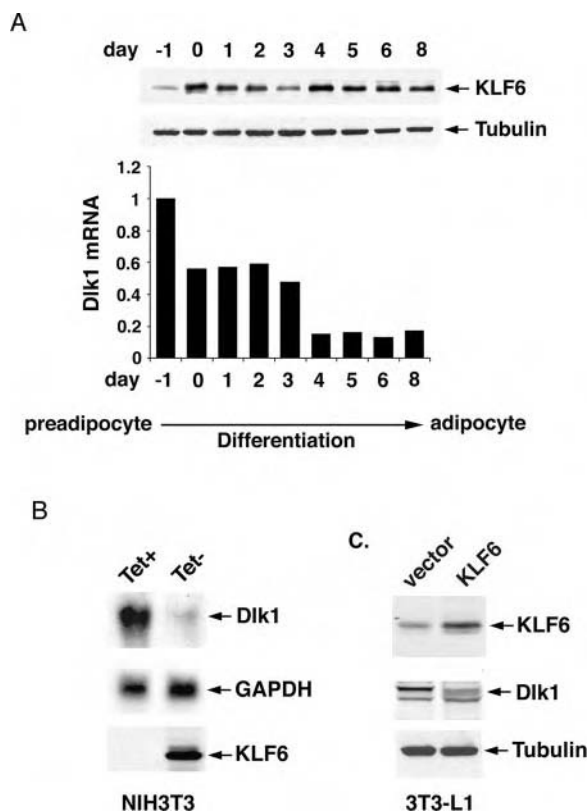 A
day -1 0 1 2 3 4 5 6 8
KLF6
Tubulin
1.2
1
0.8
0.6
0.4
0.2
0
Dlk1 mRNA
day -1 0 1 2 3 4 5 6 8
preadipocyte adipocyte
Differentiation
B
Tet+ Tet-
Dlk1
GAPDH
KLF6
NIH3T3
C.
vector KLF6
KLF6
Dlk1
Tubulin
3T3-L1